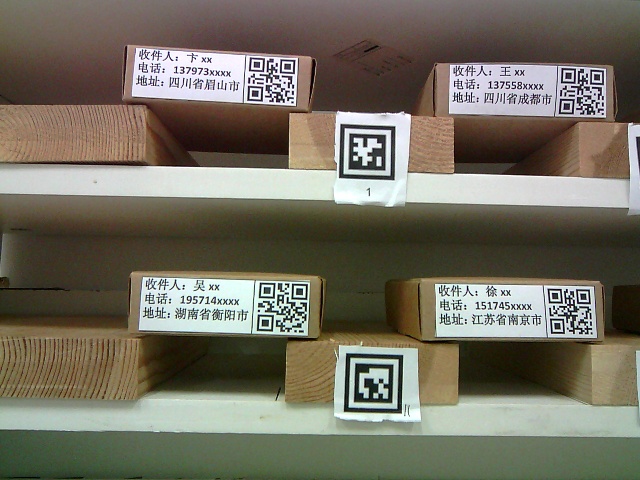 收件人：卞 xx
电话：137973xxxx
地址：四川省眉山市
收件人：王 xx
电话：137558xxxx
地址：四川省成都市
1
收件人：吴 xx
电话：195714xxxx
地址：湖南省衡阳市
收件人：徐 xx
电话：151745xxxx
地址：江苏省南京市